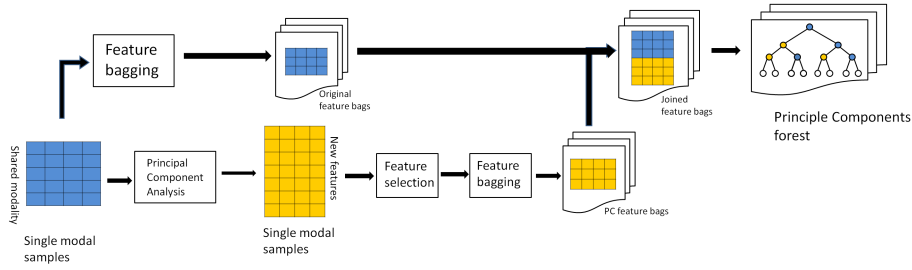 Feature
bagging
Original
feature bags
Joined
feature bags
Principle Components
forest
Shared modality
Principal
Component
Analysis
New features
Feature
selection
Feature
bagging
PC feature bags
Single modal
samples
Single modal
samples